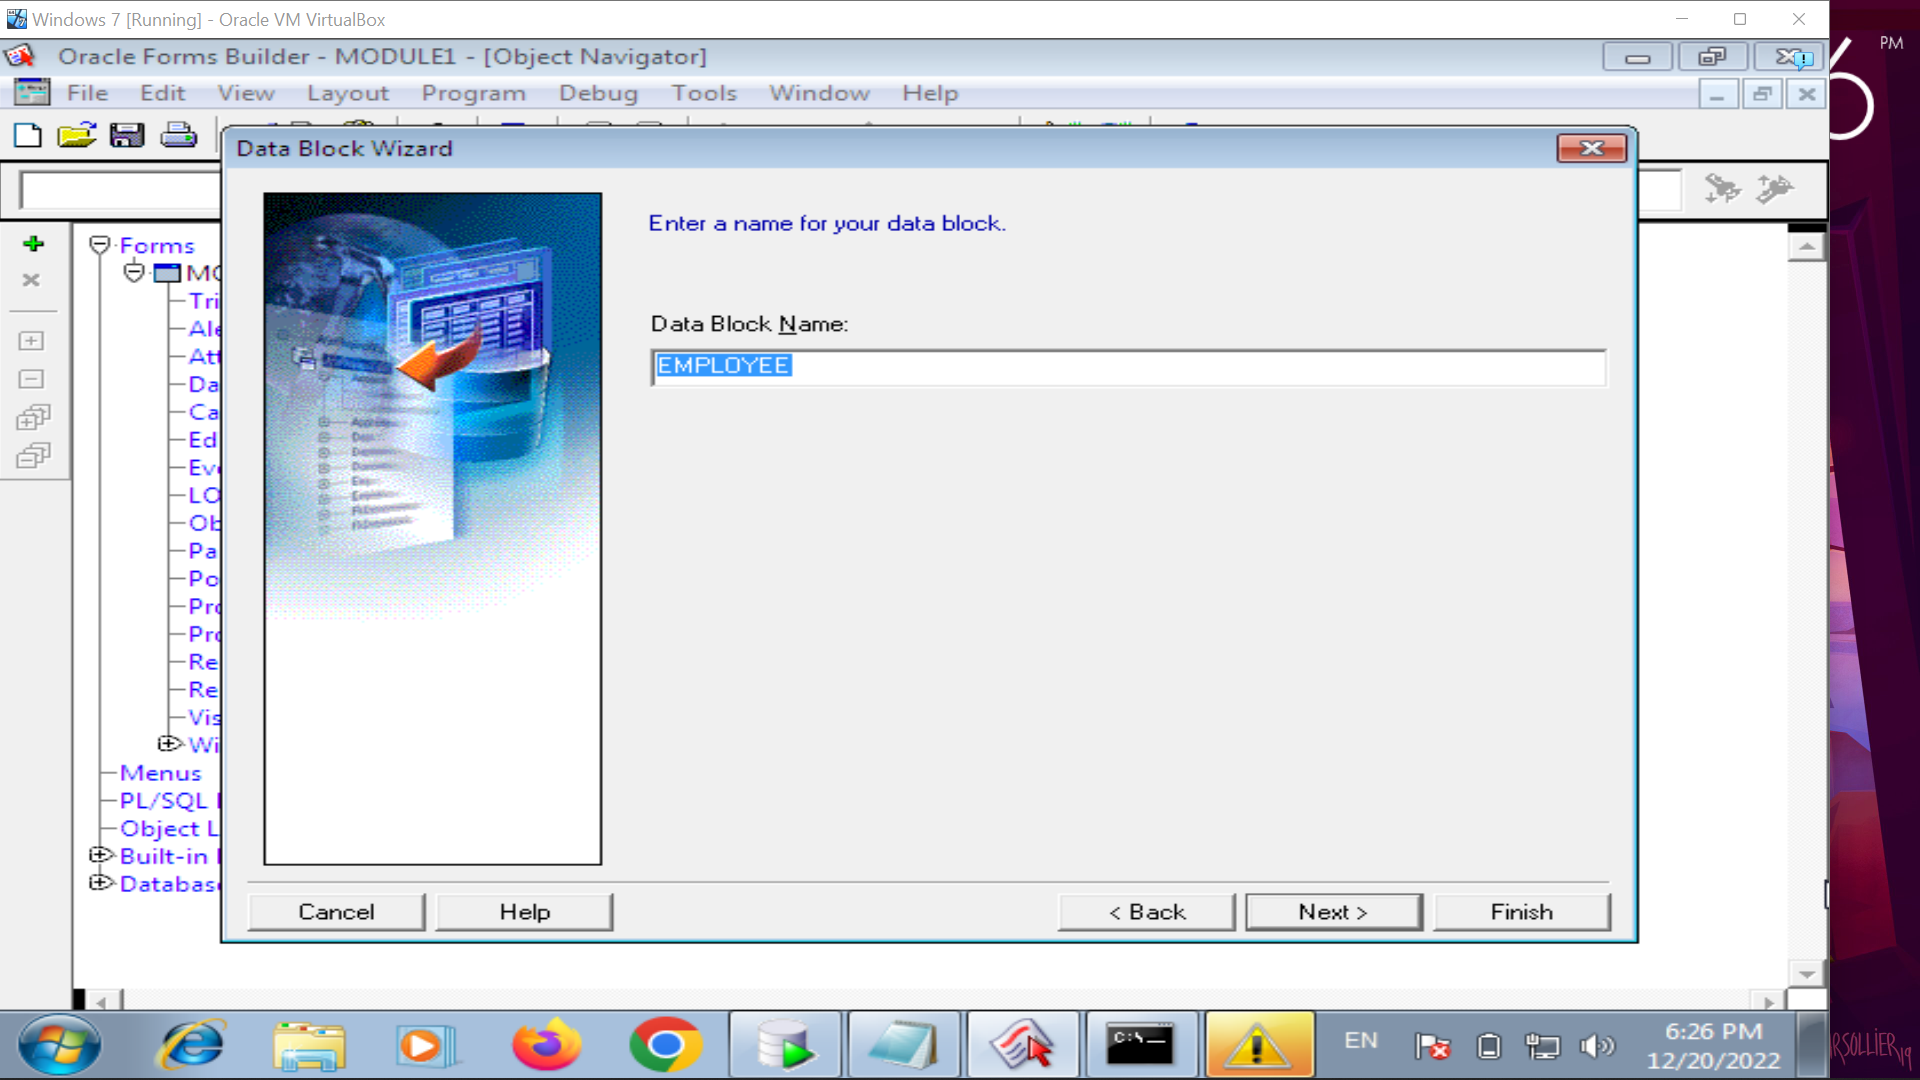 Windows 7 [Running] - Oracle VM VirtualBox
PM
Oracle Forms Builder - MODULE1 - [Object Navigator]
File Edit View Layout Program Debug Tools Window Help
Data Block Wizard
Enter a name for your data block.
Data Block Name:
EMPLOYEE
Forms
MO
Tri
Ale
Att
Da
Ca
Ed
Eve
LO
Ob
Pa
Po
Pro
Pro
Re
Re
Vis
Wi
Menus
PL/SQL
Object L
Built-in
Databas
Cancel Help < Back Next > Finish
C:\_
EN
6:26 PM
12/20/2022